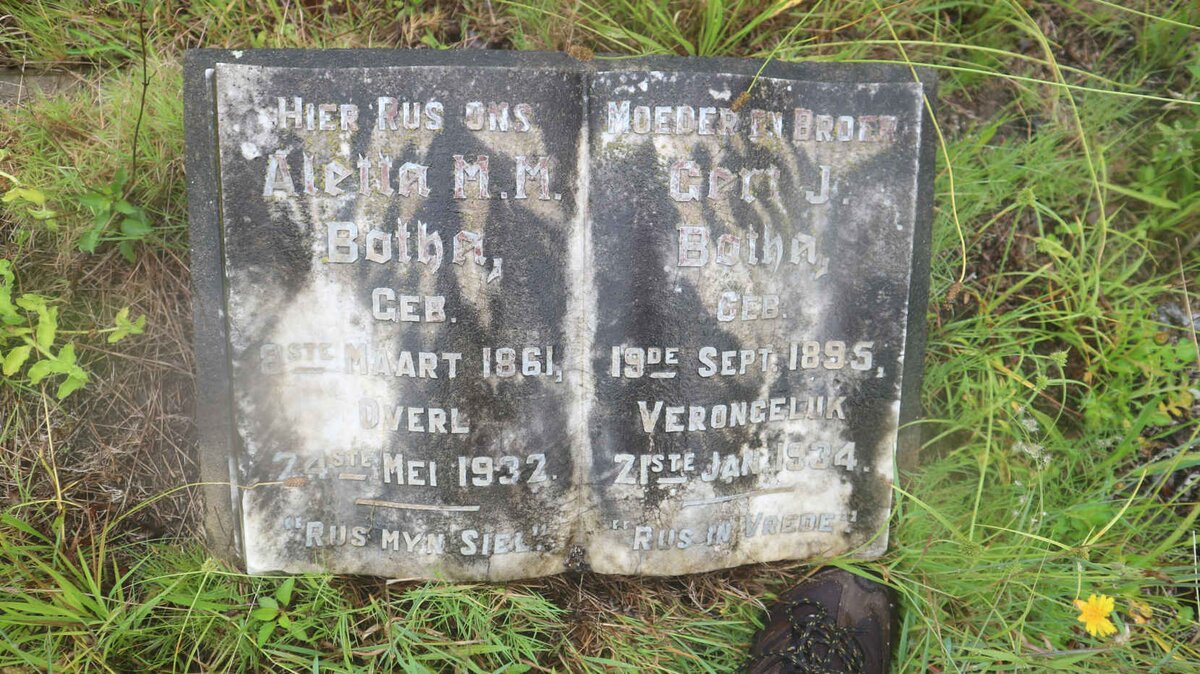 HIER RUS ONS
Aletta M.M.
Botha,
GEB.
8STE MAART 1861,
OVERL
24STE MEI 1932.
"RUS MYN SIEL."
MOEDER EN BROER
Gert J.
Botha,
GEB.
19DE SEPT. 1895,
VERONGELUK
21STE JAN. 1934.
"RUS IN VREDE"